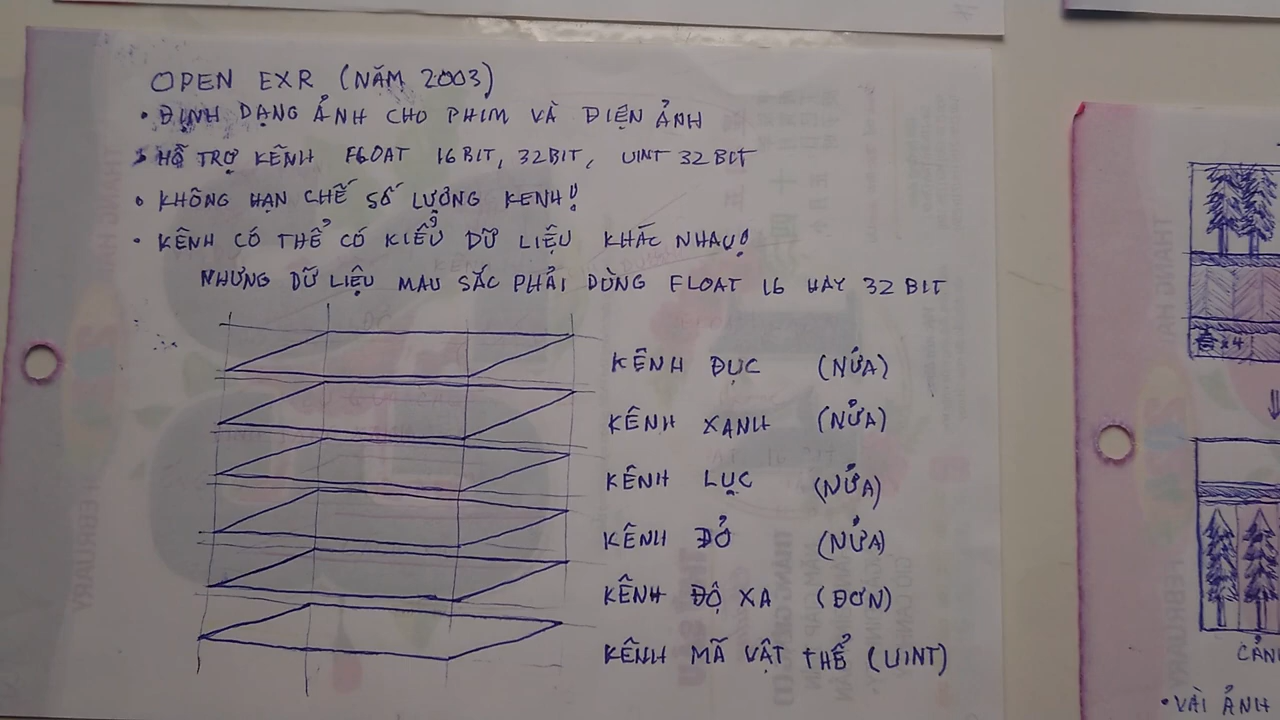 OPEN EXR (NĂM 2003)
• ĐỊNH DẠNG ẢNH CHO PHIM VÀ ĐIỆN ẢNH
• HỖ TRỢ KÊNH FLOAT 16 BIT, 32 BIT, UINT 32 BIT
• KHÔNG HẠN CHẾ SỐ LƯỢNG KENH!
• KÊNH CÓ THỂ CÓ KIỂU DỮ LIỆU KHÁC NHAU!
NHƯNG DỮ LIỆU MAU SẮC PHẢI DÙNG FLOAT 16 HAY 32 BIT
KÊNH ĐỤC (NỬA)
KÊNH XANH (NỬA)
KÊNH LỤC (NỬA)
KÊNH ĐỎ (NỬA)
KÊNH ĐỘ XA (ĐƠN)
KÊNH MÃ VẬT THỂ (UINT)
x4
• VÀI ẢNH